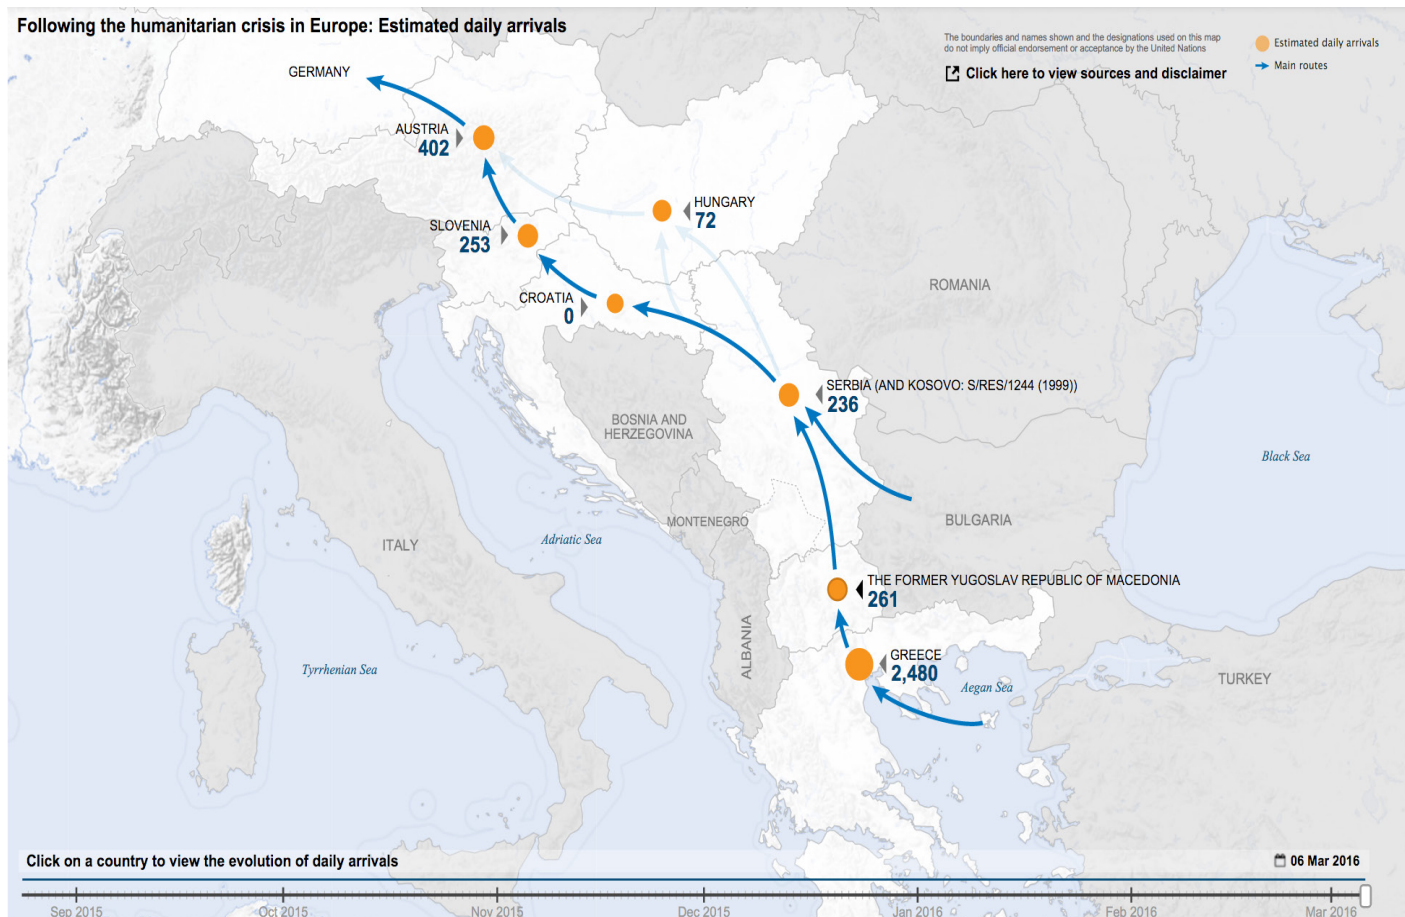 Following the humanitarian crisis in Europe: Estimated daily arrivals
The boundaries and names shown and the designations used on this map
do not imply official endorsement or acceptance by the United Nations
Click here to view sources and disclaimer
Estimated daily arrivals
Main routes
GERMANY
AUSTRIA
402
HUNGARY
72
SLOVENIA
253
CROATIA
0
ROMANIA
SERBIA (AND KOSOVO: S/RES/1244 (1999))
236
BOSNIA AND
HERZEGOVINA
Black Sea
MONTENEGRO
BULGARIA
ITALY
Adriatic Sea
THE FORMER YUGOSLAV REPUBLIC OF MACEDONIA
261
ALBANIA
GREECE
2,480
Aegan Sea
Tyrrhenian Sea
TURKEY
Click on a country to view the evolution of daily arrivals
06 Mar 2016
Sep 2015
Oct 2015
Nov 2015
Dec 2015
Jan 2016
Feb 2016
Mar 2016